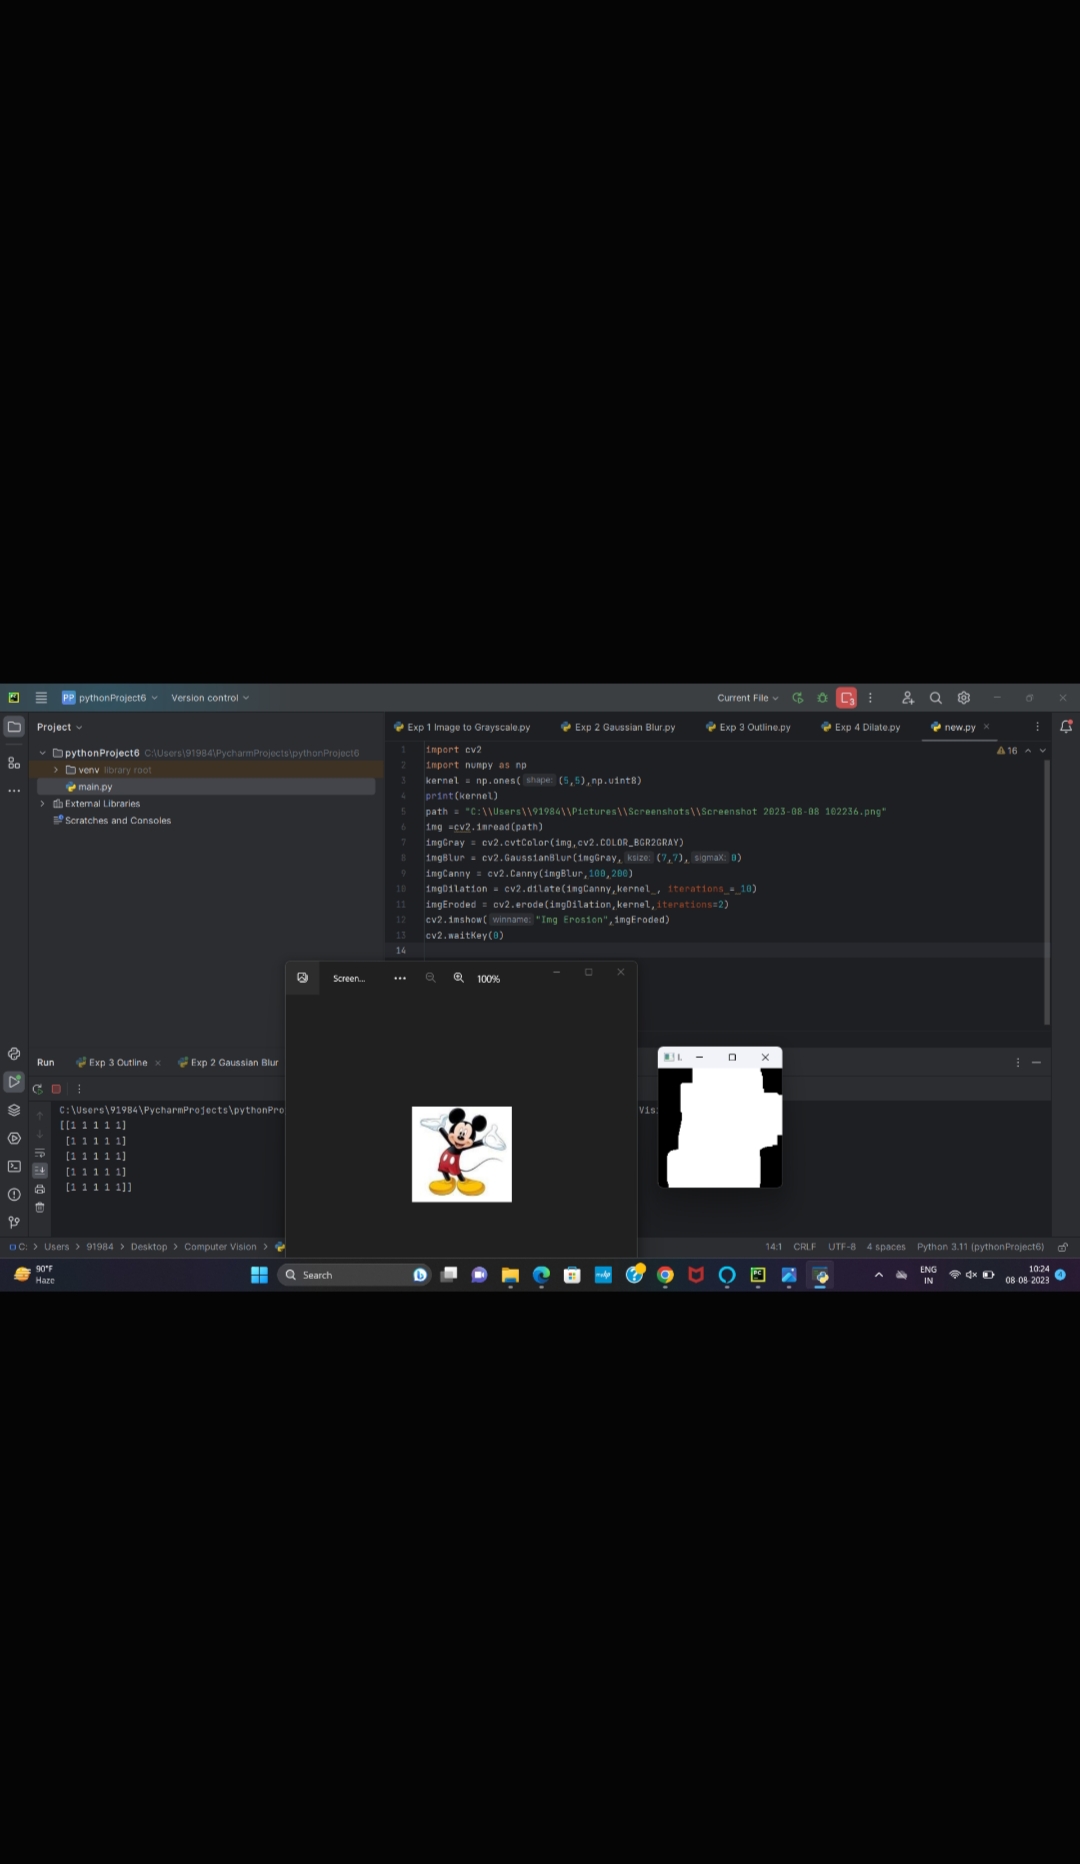 PP pythonProject6 Version control Current File 3
Project
Exp 1 Image to Grayscale.py Exp 2 Gaussian Blur.py Exp 3 Outline.py Exp 4 Dilate.py new.py
pythonProject6 C:\Users\91984\PycharmProjects\pythonProject6
venv library root
main.py
External Libraries
Scratches and Consoles
16
1 import cv2
2 import numpy as np
3 kernel = np.ones( shape: (5,5),np.uint8)
4 print(kernel)
5 path = "C:\\Users\\91984\\Pictures\\Screenshots\\Screenshot 2023-08-08 102236.png"
6 img =cv2.imread(path)
7 imgGray = cv2.cvtColor(img,cv2.COLOR_BGR2GRAY)
8 imgBlur = cv2.GaussianBlur(imgGray, ksize: (7,7), sigmaX: 0)
9 imgCanny = cv2.Canny(imgBlur,100,200)
10 imgDilation = cv2.dilate(imgCanny,kernel , iterations = 10)
11 imgEroded = cv2.erode(imgDilation,kernel,iterations=2)
12 cv2.imshow( winname: "Img Erosion",imgEroded)
13 cv2.waitKey(0)
14
Screen... 100%
Run Exp 3 Outline Exp 2 Gaussian Blur
I.
C:\Users\91984\PycharmProjects\pythonPro
Vis
[[1 1 1 1 1]
[1 1 1 1 1]
[1 1 1 1 1]
[1 1 1 1 1]
[1 1 1 1 1]]
C: > Users > 91984 > Desktop > Computer Vision >
14:1 CRLF UTF-8 4 spaces Python 3.11 (pythonProject6)
90°F
Haze
Search
ENG
IN
10:24
08-08-2023
4